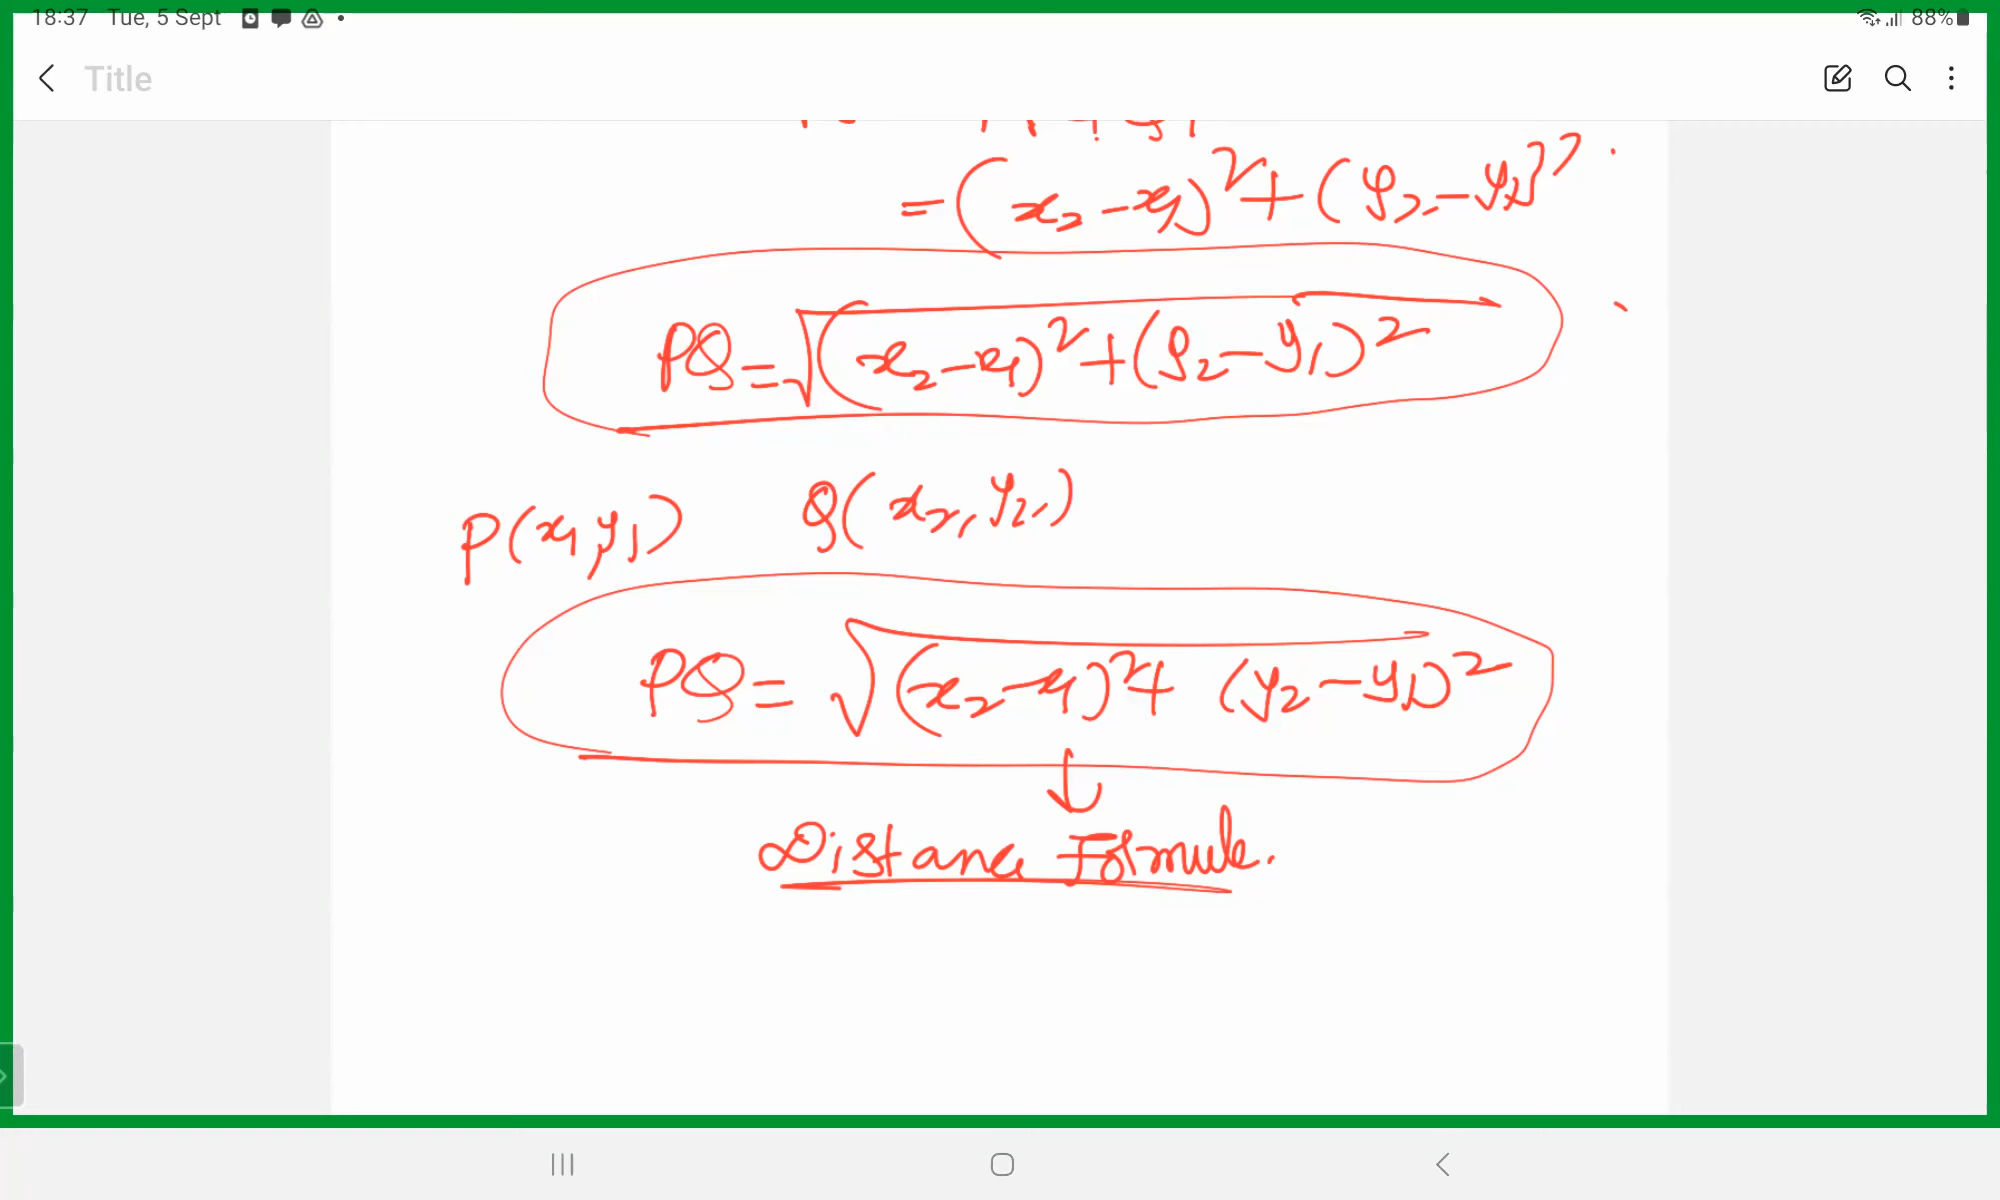 18:37 Tue, 5 Sept 88%
Title
= (x₂ - x₁)² + (y₂ - y₁)²
PQ = √(x₂ - x₁)² + (y₂ - y₁)²
P(x₁, y₁) Q(x₂, y₂)
PQ = √(x₂ - x₁)² + (y₂ - y₁)²
Distance Formula.